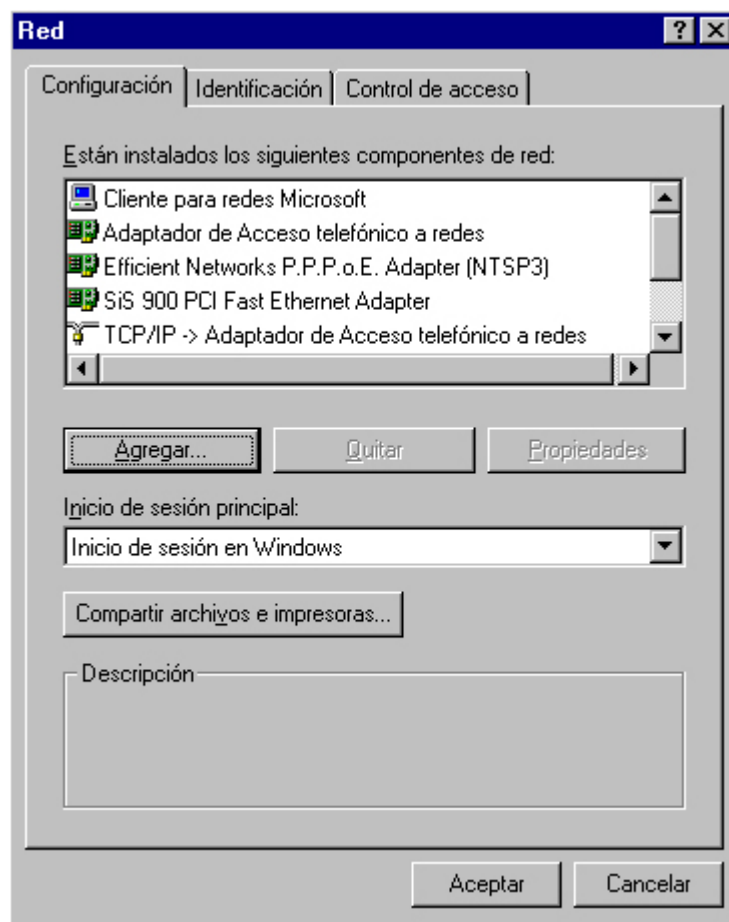 Red
Configuración
Identificación
Control de acceso
Están instalados los siguientes componentes de red:
Cliente para redes Microsoft
Adaptador de Acceso telefónico a redes
Efficient Networks P.P.P.o.E. Adapter (NTSP3)
SiS 900 PCI Fast Ethernet Adapter
TCP/IP -> Adaptador de Acceso telefónico a redes
Agregar...
Quitar
Propiedades
Inicio de sesión principal:
Inicio de sesión en Windows
Compartir archivos e impresoras...
Descripción
Aceptar
Cancelar